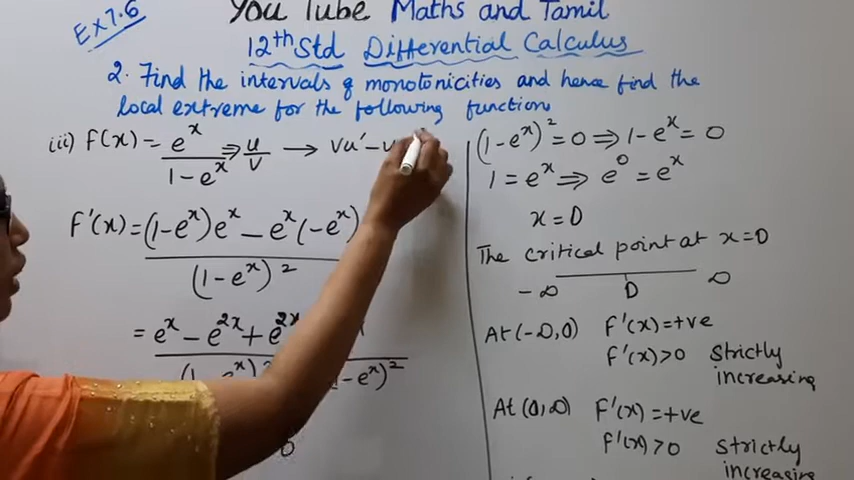 You Tube Maths and Tamil
Ex 7.6
12th Std Differential Calculus
2. Find the intervals of monotonicities and hence find the
local extreme for the following function
iii) f(x) = e^x / (1 - e^x) ⇒ u/v → vu' -
f'(x) = ((1-e^x)e^x - e^x(-e^x)) / (1-e^x)^2
= e^x - e^{2x} + e^{2x}
(1-e^x)^2
(1-e^x)^2 = 0 ⇒ 1-e^x = 0
1 = e^x ⇒ e^0 = e^x
x = 0
The critical point at x = 0
-∞ 0 ∞
At (-∞,0) f'(x) = +ve
f'(x) > 0 strictly
increasing
At (0,∞) f'(x) = +ve
f'(x) > 0 strictly
increasing